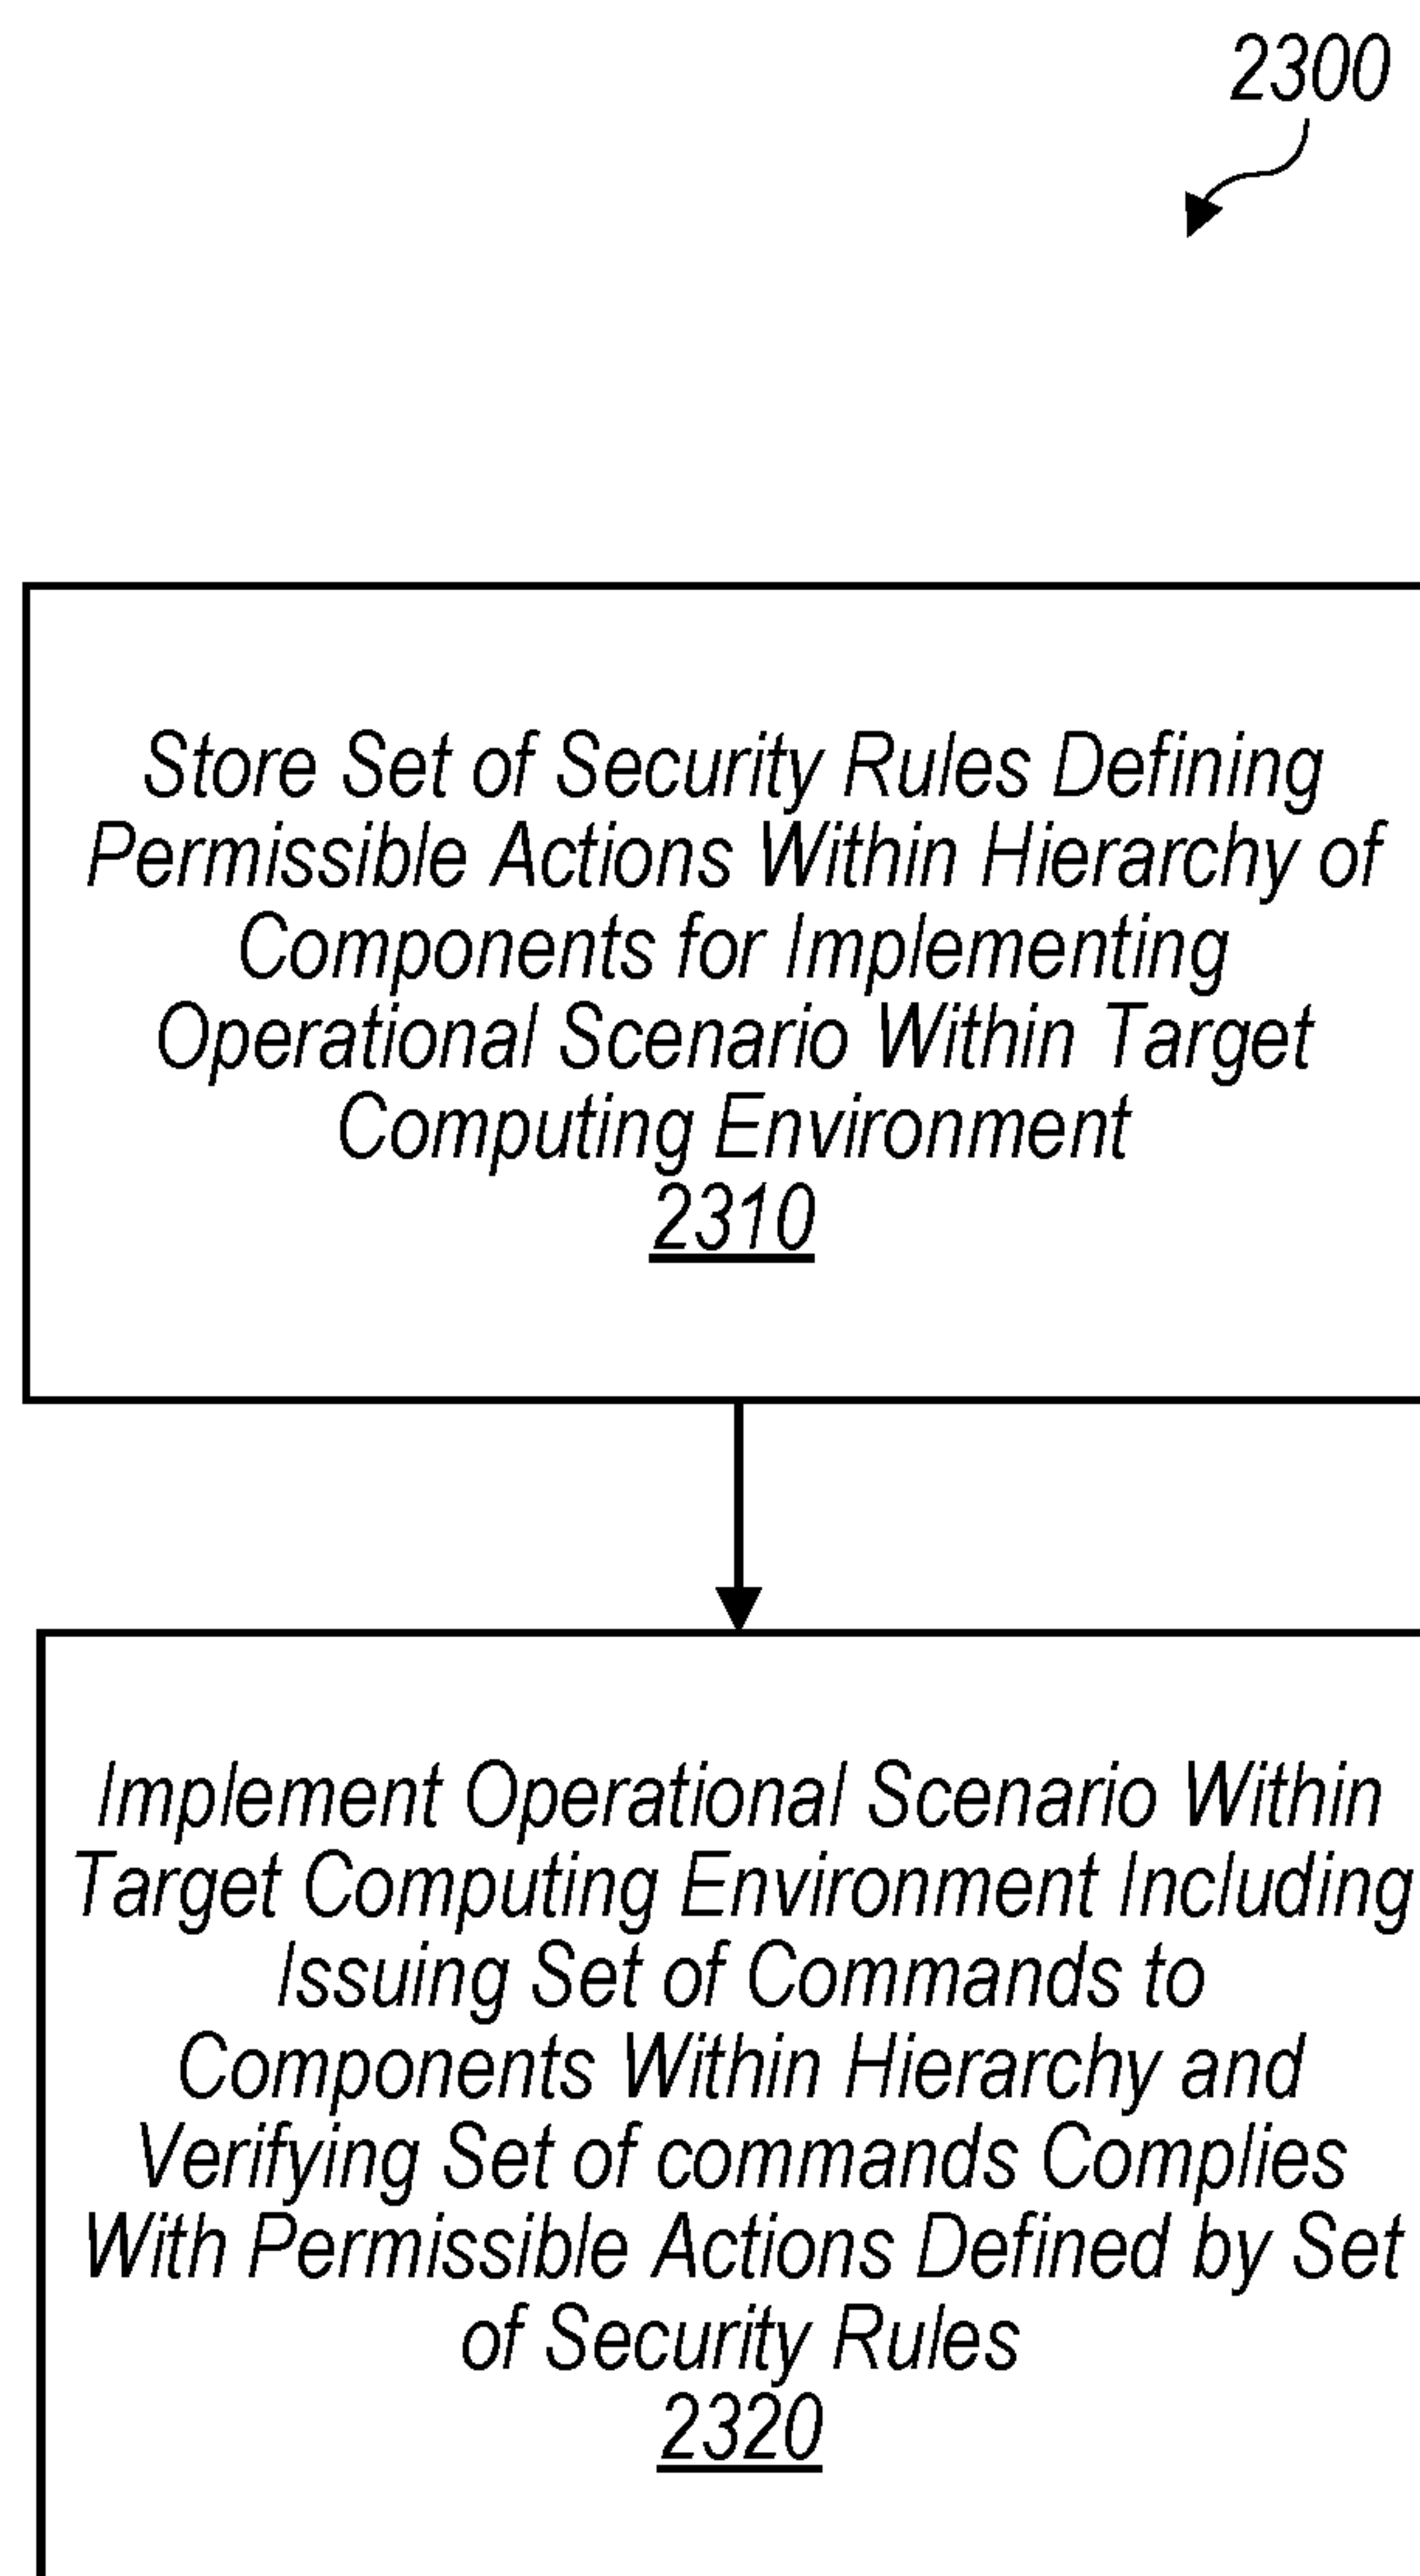 2300
Store Set of Security Rules Defining
Permissible Actions Within Hierarchy of
Components for Implementing
Operational Scenario Within Target
Computing Environment
2310
Implement Operational Scenario Within
Target Computing Environment Including
Issuing Set of Commands to
Components Within Hierarchy and
Verifying Set of commands Complies
With Permissible Actions Defined by Set
of Security Rules
2320